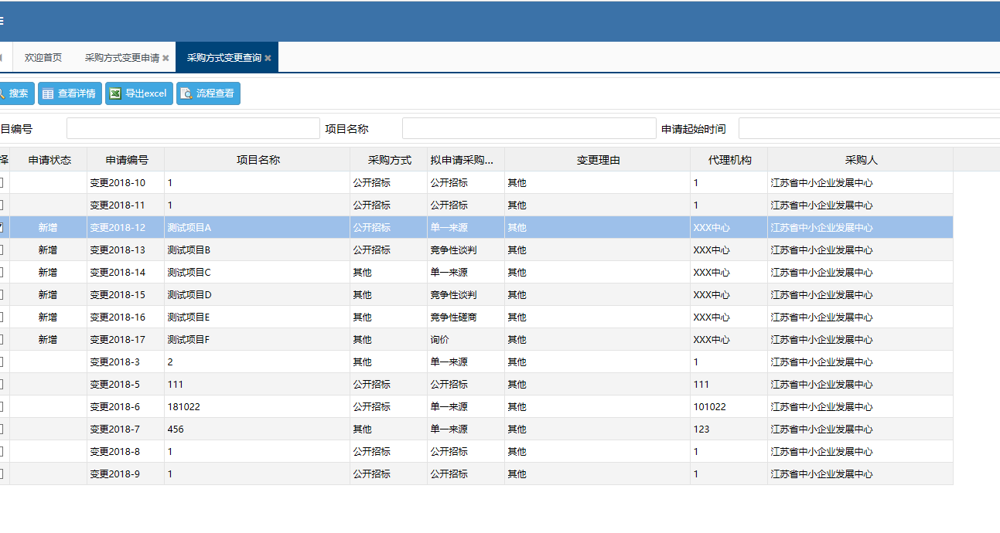 欢迎首页 采购方式变更申请 采购方式变更查询
搜索 查看详情 导出excel 流程查看
目编号 项目名称 申请起始时间
择 申请状态 申请编号 项目名称 采购方式 拟申请采购... 变更理由 代理机构 采购人
变更2018-10 1 公开招标 公开招标 其他 1 江苏省中小企业发展中心
变更2018-11 1 公开招标 公开招标 其他 1 江苏省中小企业发展中心
新增 变更2018-12 测试项目A 公开招标 单一来源 其他 XXX中心 江苏省中小企业发展中心
新增 变更2018-13 测试项目B 公开招标 竞争性谈判 其他 XXX中心 江苏省中小企业发展中心
新增 变更2018-14 测试项目C 其他 单一来源 其他 XXX中心 江苏省中小企业发展中心
新增 变更2018-15 测试项目D 其他 竞争性谈判 其他 XXX中心 江苏省中小企业发展中心
新增 变更2018-16 测试项目E 其他 竞争性磋商 其他 XXX中心 江苏省中小企业发展中心
新增 变更2018-17 测试项目F 其他 询价 其他 XXX中心 江苏省中小企业发展中心
变更2018-3 2 其他 单一来源 其他 1 江苏省中小企业发展中心
变更2018-5 111 公开招标 公开招标 其他 111 江苏省中小企业发展中心
变更2018-6 181022 公开招标 单一来源 其他 101022 江苏省中小企业发展中心
变更2018-7 456 其他 单一来源 其他 123 江苏省中小企业发展中心
变更2018-8 1 公开招标 公开招标 其他 1 江苏省中小企业发展中心
变更2018-9 1 公开招标 公开招标 其他 1 江苏省中小企业发展中心